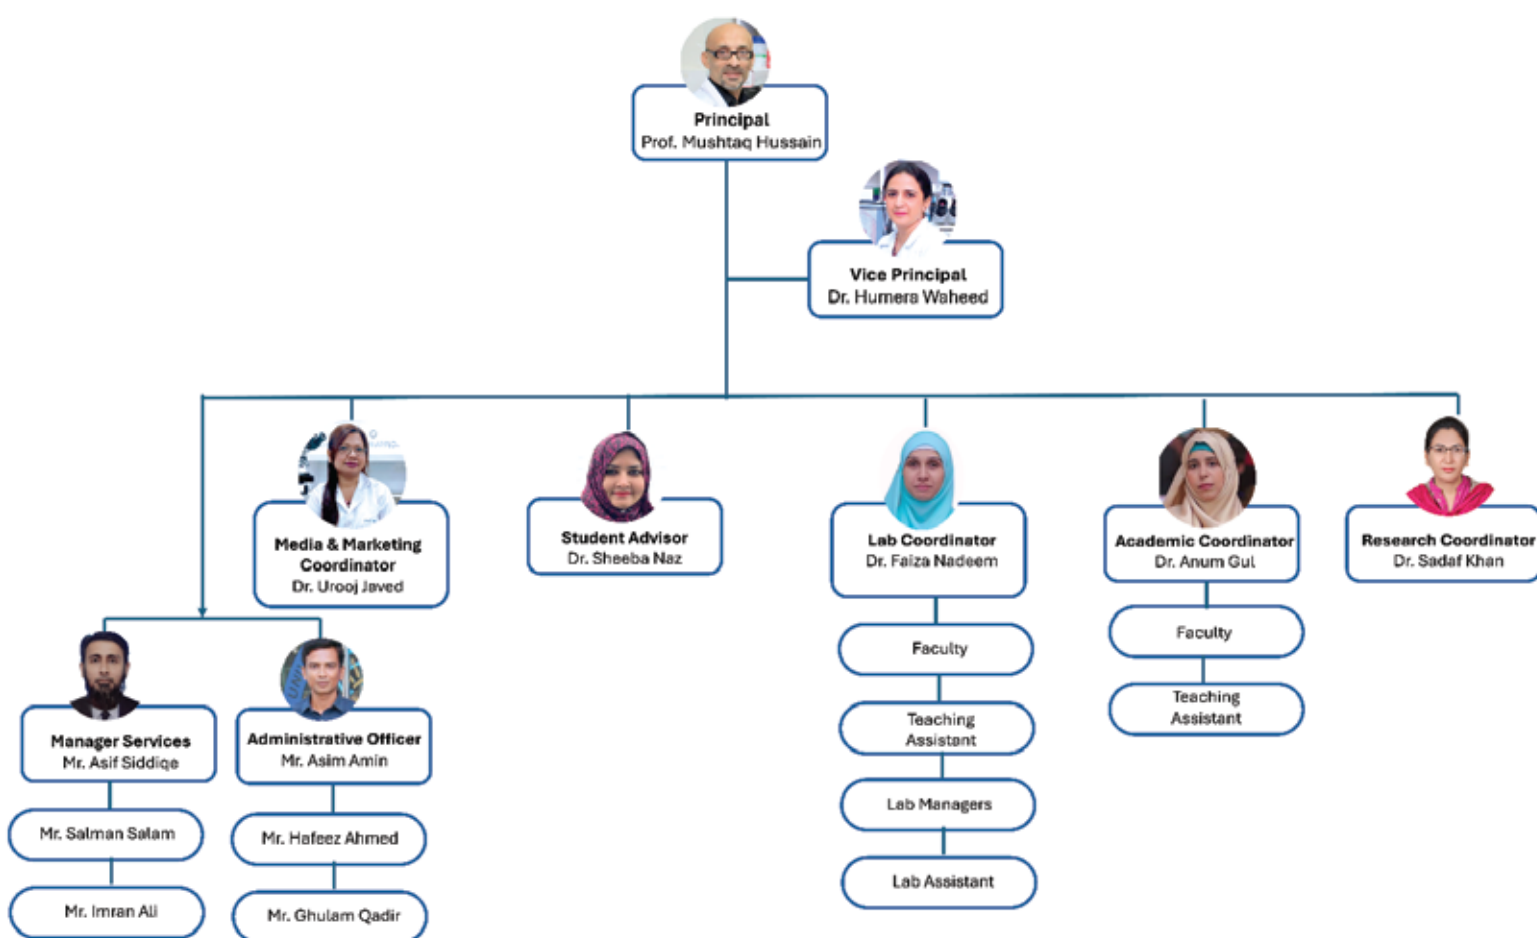 Principal
Prof. Mushtaq Hussain
Vice Principal
Dr. Humera Waheed
Media & Marketing
Coordinator
Dr. Urooj Javed
Student Advisor
Dr. Sheeba Naz
Lab Coordinator
Dr. Faiza Nadeem
Academic Coordinator
Dr. Anum Gul
Research Coordinator
Dr. Sadaf Khan
Manager Services
Mr. Asif Siddiqe
Administrative Officer
Mr. Asim Amin
Mr. Salman Salam
Mr. Imran Ali
Mr. Hafeez Ahmed
Mr. Ghulam Qadir
Faculty
Teaching
Assistant
Lab Managers
Lab Assistant
Faculty
Teaching
Assistant